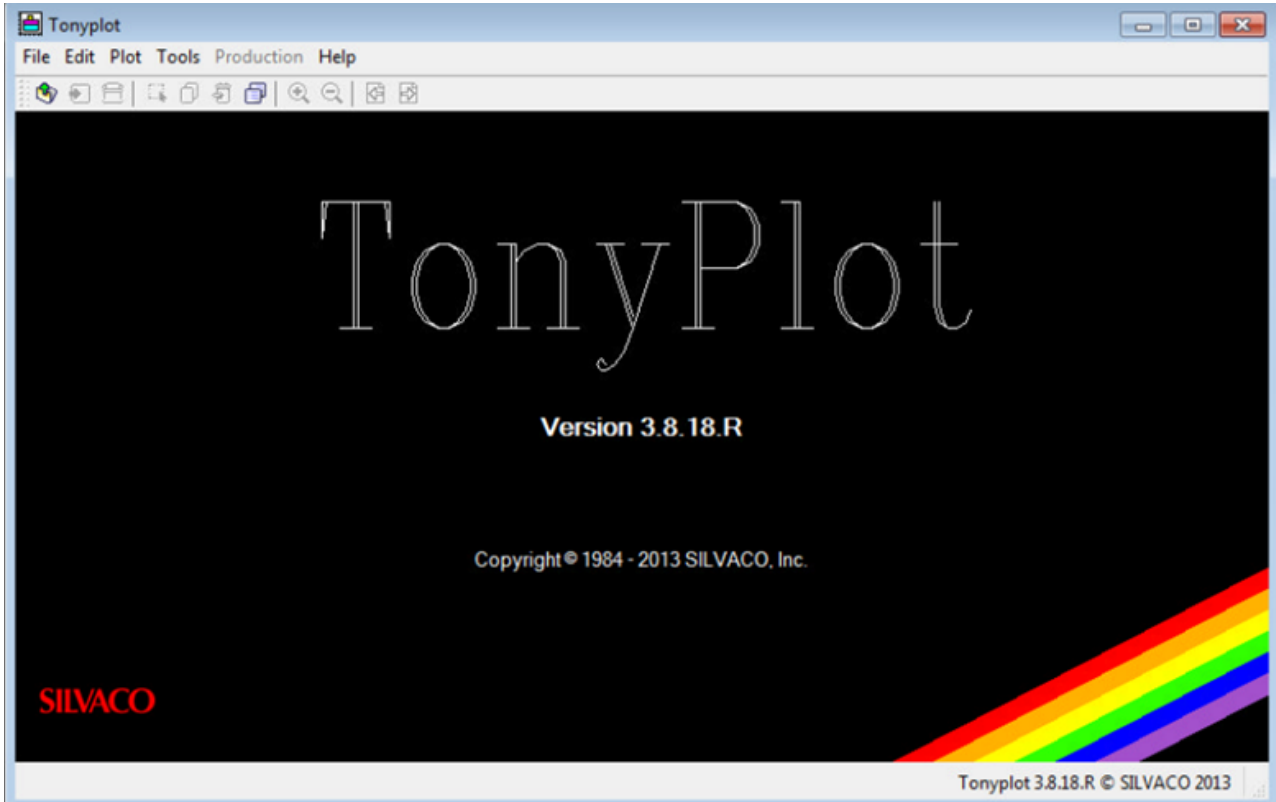 Tonyplot
File Edit Plot Tools Production Help
TonyPlot
Version 3.8.18.R
Copyright © 1984 - 2013 SILVACO, Inc.
SILVACO
Tonyplot 3.8.18.R © SILVACO 2013